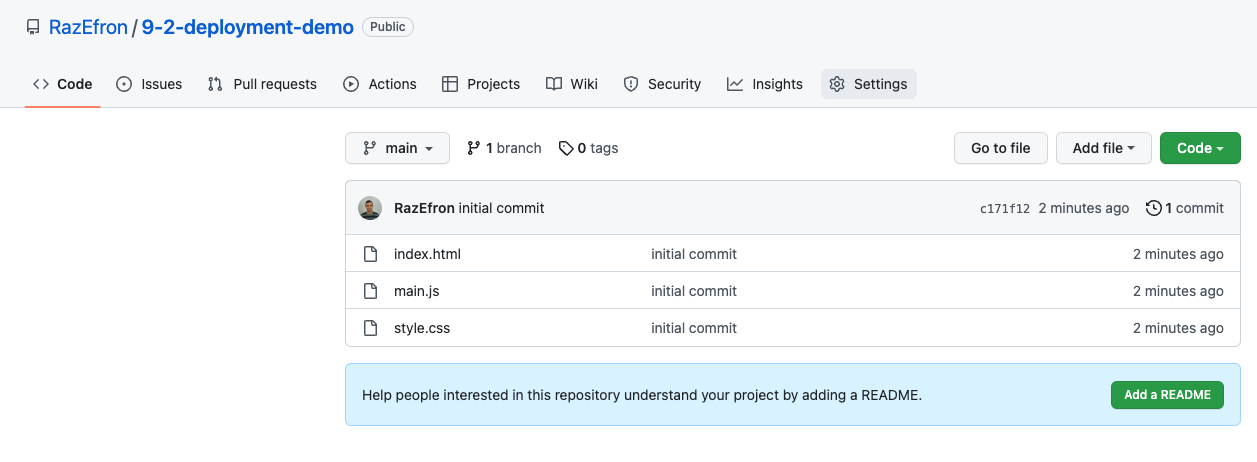 RazEfron / 9-2-deployment-demo Public
Code Issues Pull requests Actions Projects Wiki Security Insights Settings
main 1 branch 0 tags Go to file Add file Code
RazEfron initial commit c171f12 2 minutes ago 1 commit
index.html initial commit 2 minutes ago
main.js initial commit 2 minutes ago
style.css initial commit 2 minutes ago
Help people interested in this repository understand your project by adding a README. Add a README